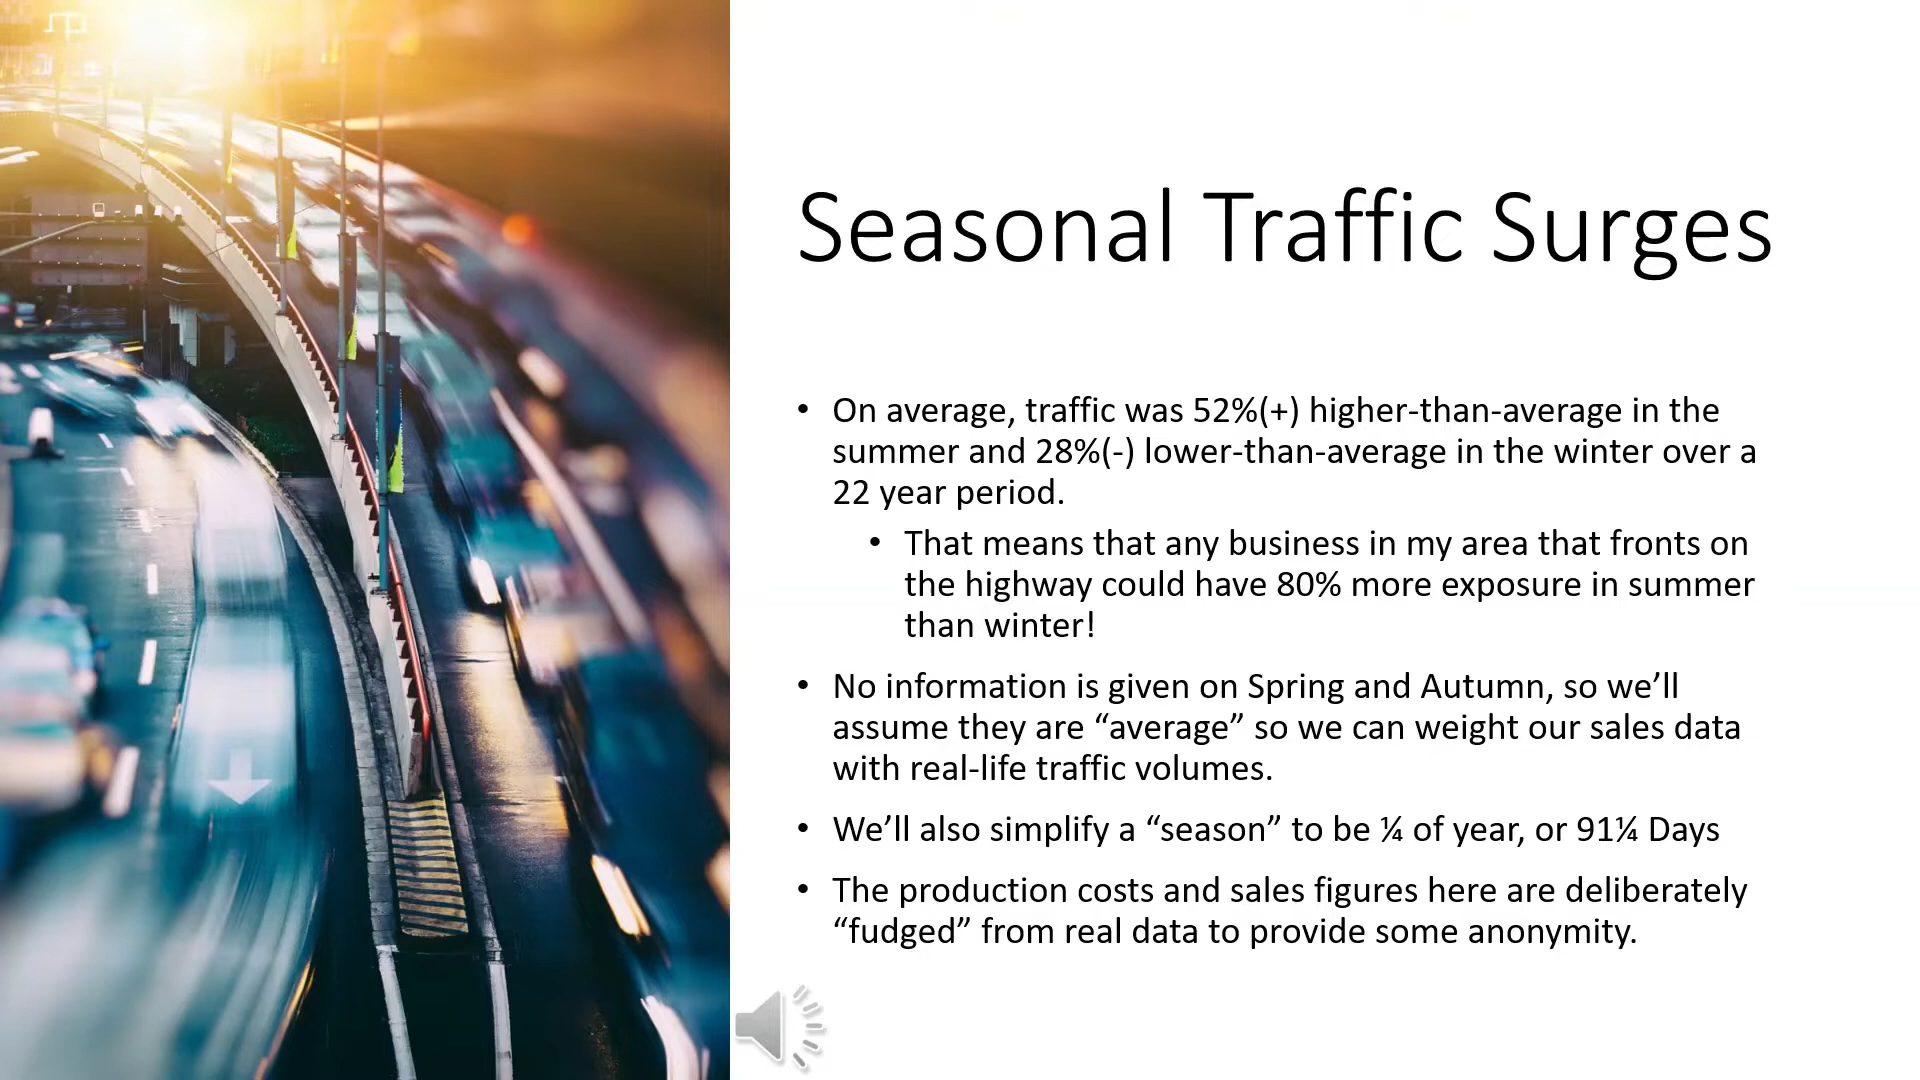 Seasonal Traffic Surges
• On average, traffic was 52%(+) higher-than-average in the
summer and 28%(-) lower-than-average in the winter over a
22 year period.
• That means that any business in my area that fronts on
the highway could have 80% more exposure in summer
than winter!
• No information is given on Spring and Autumn, so we’ll
assume they are “average” so we can weight our sales data
with real-life traffic volumes.
• We’ll also simplify a “season” to be ¼ of year, or 91¼ Days
• The production costs and sales figures here are deliberately
“fudged” from real data to provide some anonymity.